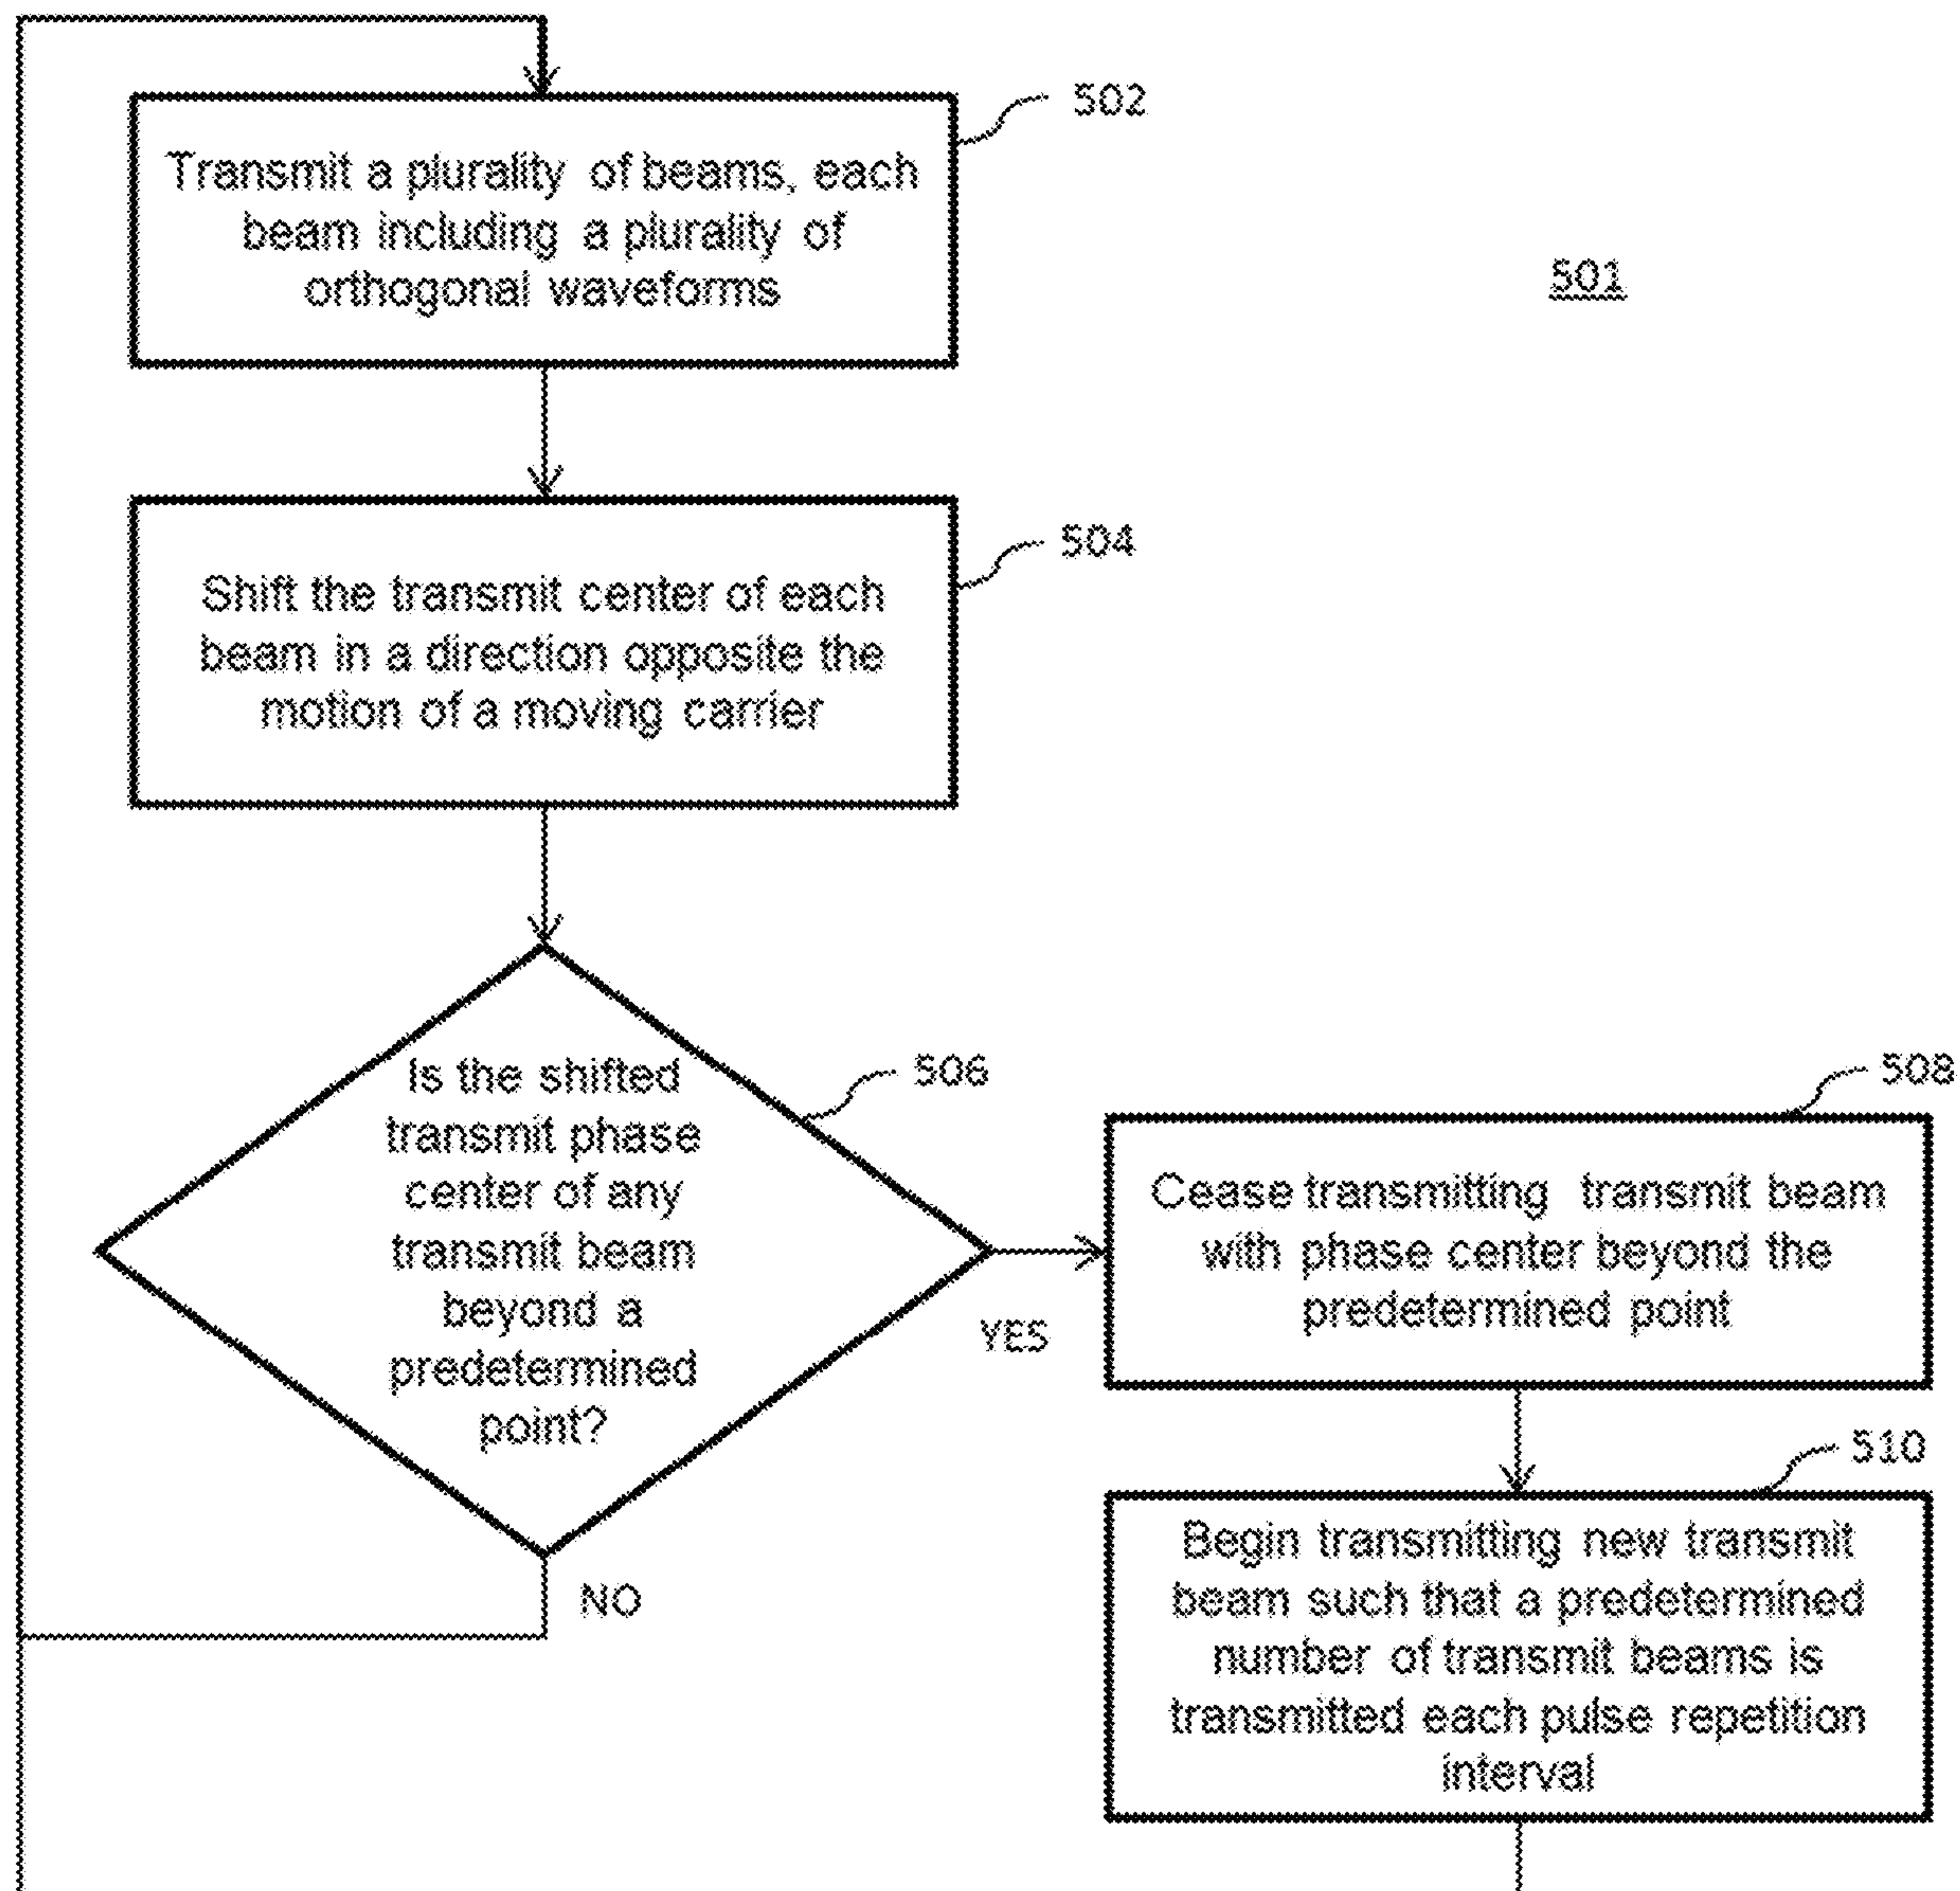 502
Transmit a plurality of beams, each
beam including a plurality of
orthogonal waveforms
501
504
Shift the transmit center of each
beam in a direction opposite the
motion of a moving carrier
506
Is the shifted
transmit phase
center of any
transmit beam
beyond a
predetermined
point?
YES
NO
508
Cease transmitting transmit beam
with phase center beyond the
predetermined point
510
Begin transmitting new transmit
beam such that a predetermined
number of transmit beams is
transmitted each pulse repetition
interval